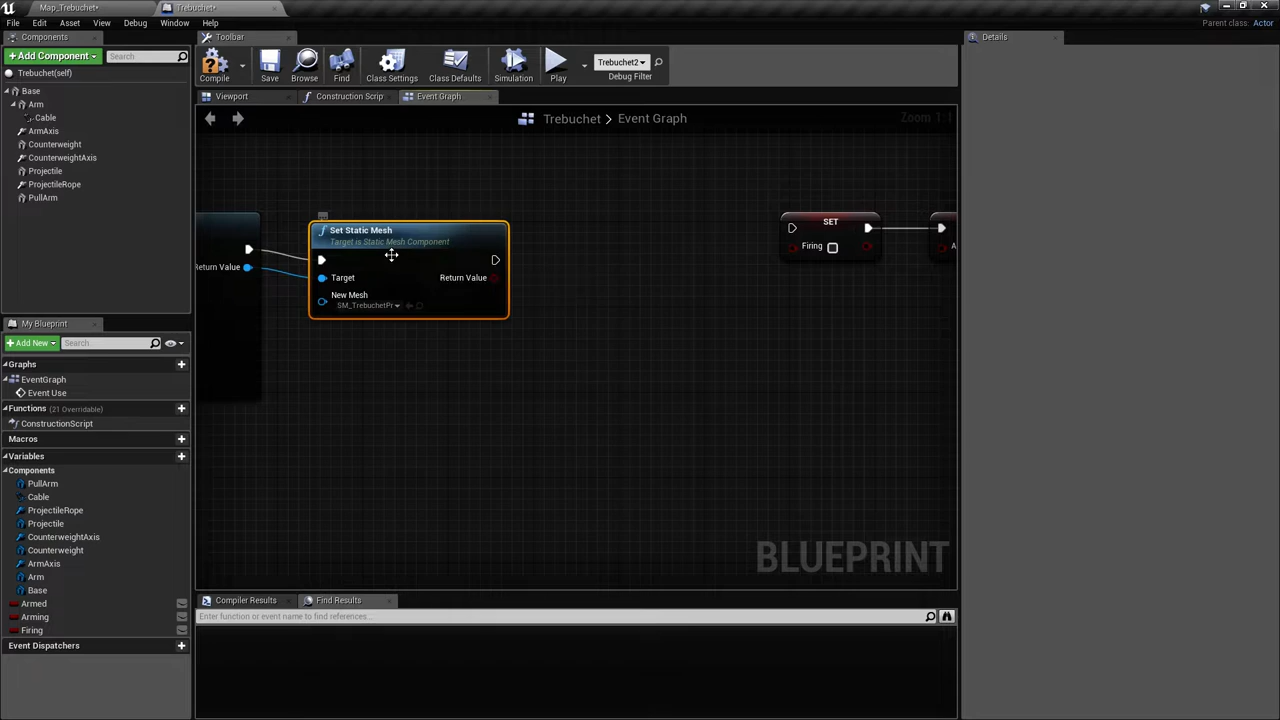 Map_Trebuchet*
Trebuchet*
File Edit Asset View Debug Window Help
Parent class: Actor
Components
Toolbar
Details
+Add Component
Search
Trebuchet(self)
Base
Arm
Cable
ArmAxis
Counterweight
CounterweightAxis
Projectile
ProjectileRope
PullArm
Compile
Save
Browse
Find
Class Settings
Class Defaults
Simulation
Play
Trebuchet2
Debug Filter
Viewport
Construction Scrip
Event Graph
Trebuchet > Event Graph
Zoom 1:1
Return Value
Set Static Mesh
Target is Static Mesh Component
Target
Return Value
New Mesh
SM_TrebuchetPr
SET
Firing
BLUEPRINT
My Blueprint
+Add New
Search
Graphs
EventGraph
Event Use
Functions (21 Overridable)
ConstructionScript
Macros
Variables
Components
PullArm
Cable
ProjectileRope
Projectile
CounterweightAxis
Counterweight
ArmAxis
Arm
Base
Armed
Arming
Firing
Event Dispatchers
Compiler Results
Find Results
Enter function or event name to find references...